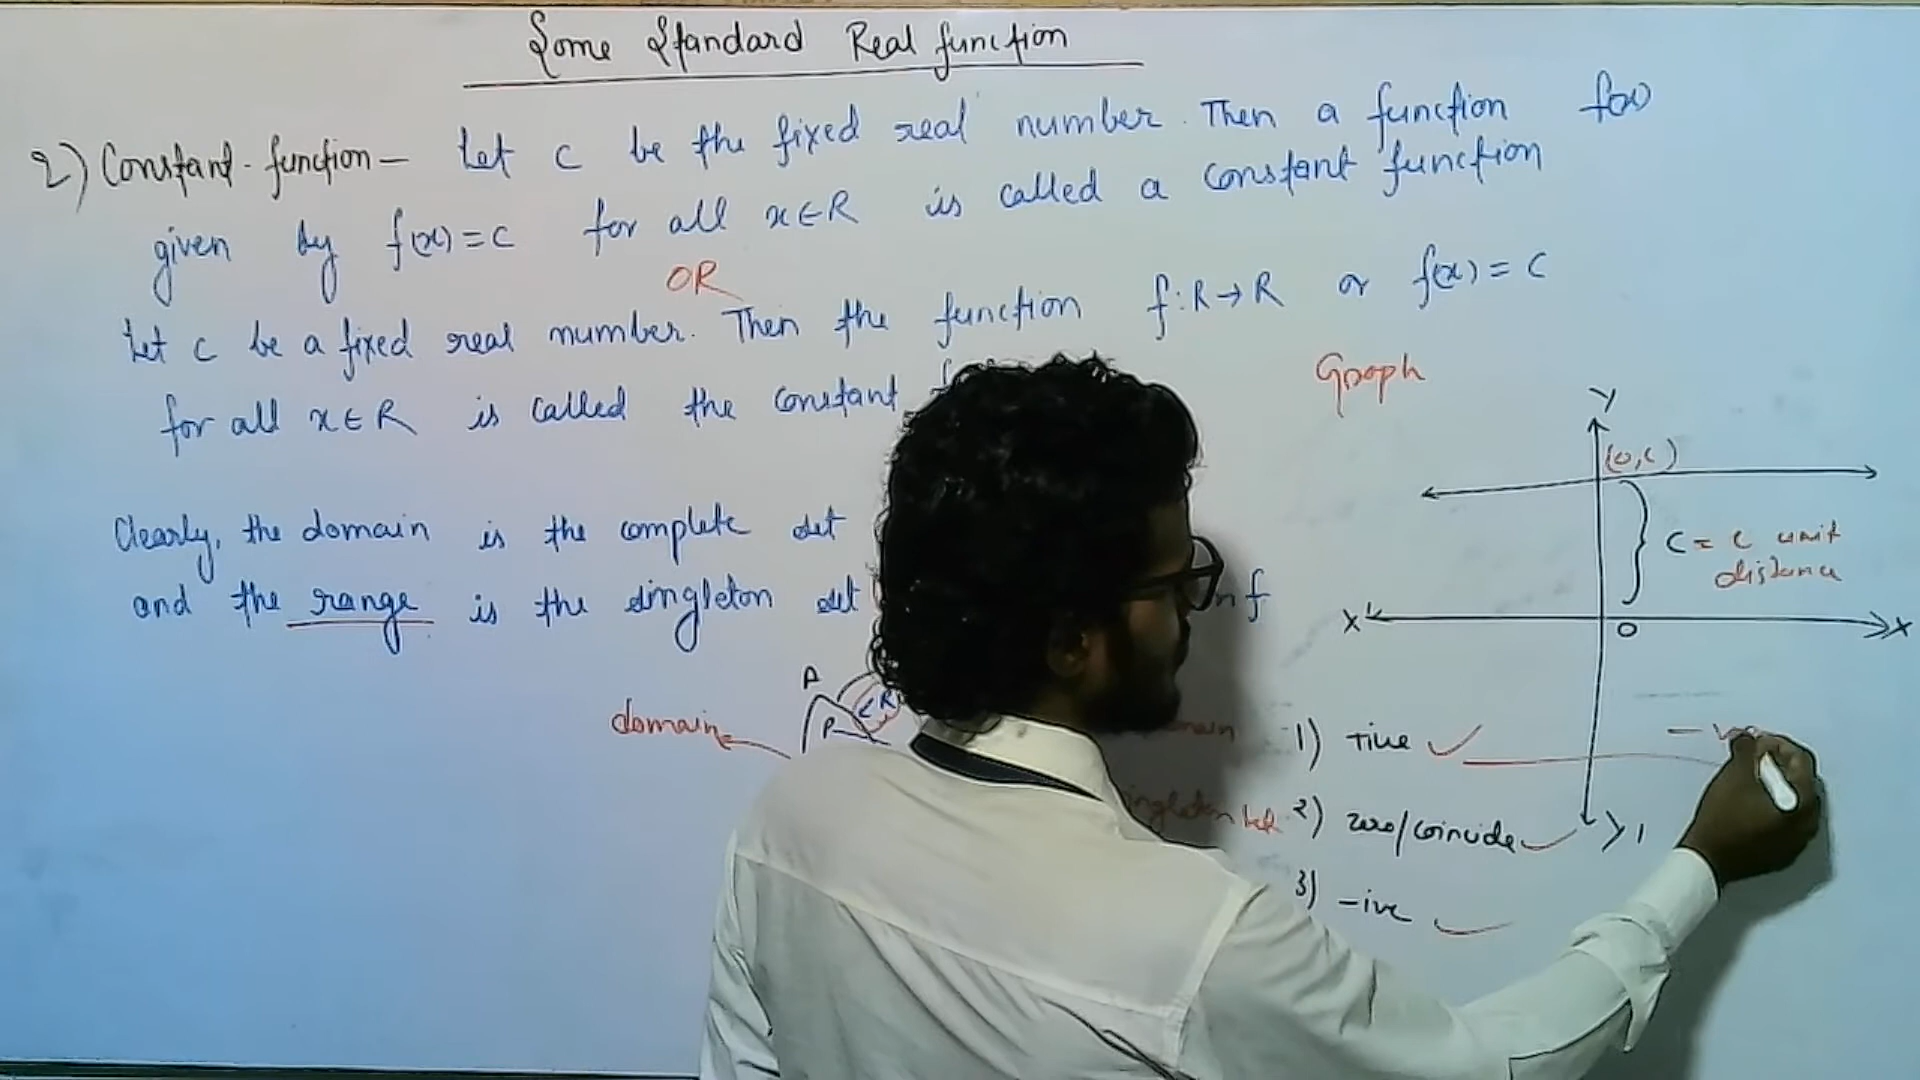 Some Standard Real function
2) Constant-function – Let c be the fixed real number. Then a function f(x)
given by f(x)=c for all x∈R is called a constant function
OR
Let c be a fixed real number. Then the function f:R→R or f(x)=c
for all x∈R is called the constant
Clearly, the domain is the complete set
and the range is the singleton set f
Graph
Y
(0,c)
c = c unit
distance
X' O X
A
R
P
domain
1) +ive ✓
2) zero/coincide ✓ Y'
3) -ive ✓